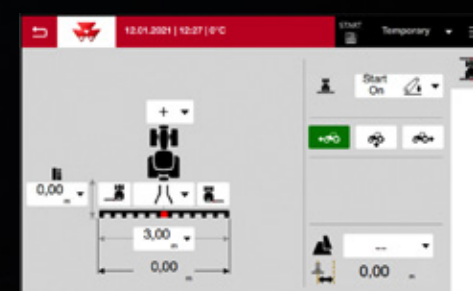 12.01.2021 | 12:27 | 0°C
START
Temporary
Start
On
+
0,00
m
3,00
m
0,00
--
0,00